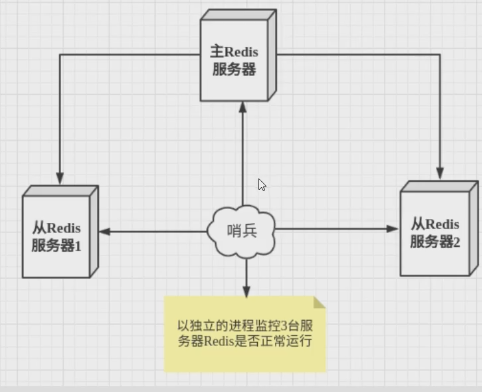 主Redis
服务器
从Redis
服务器1
哨兵
从Redis
服务器2
以独立的进程监控3台服
务器Redis是否正常运行